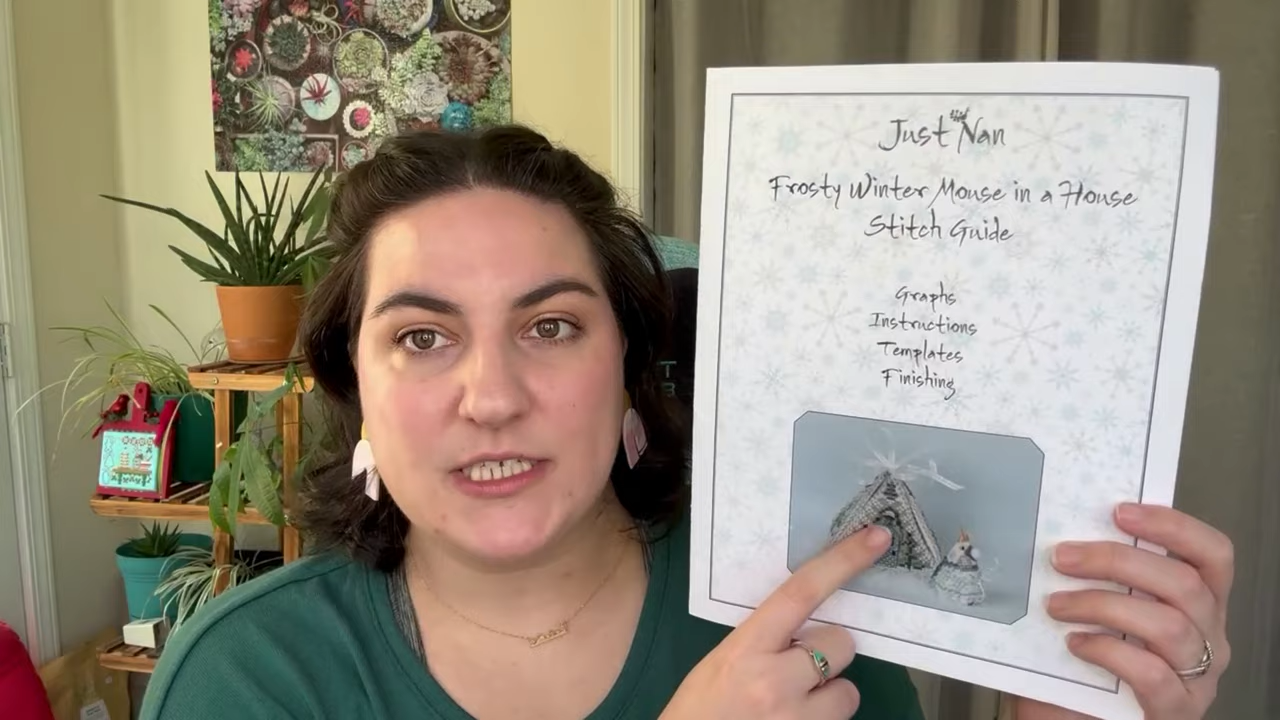 Just Nan
Frosty Winter Mouse in a House
Stitch Guide
Graphs
Instructions
Templates
Finishing